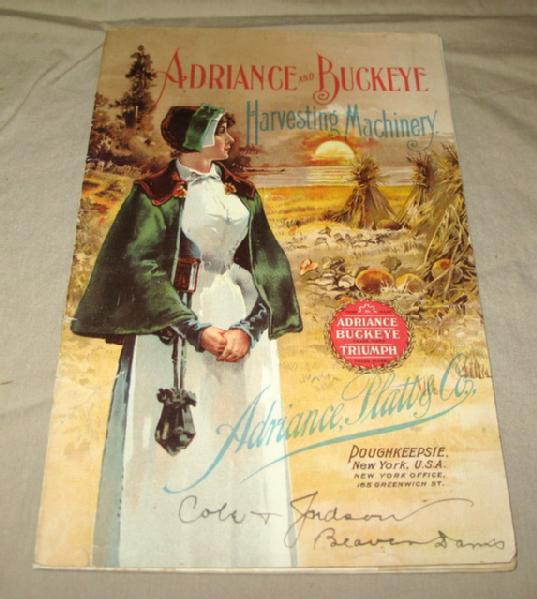 ADRIANCE AND BUCKEYE
Harvesting Machinery.
ADRIANCE
BUCKEYE
TRIUMPH
Adriance, Platt & Co.,
POUGHKEEPSIE,
New York, U.S.A.
NEW YORK OFFICE,
165 GREENWICH ST.
Cole & Judson
Beaver Dams